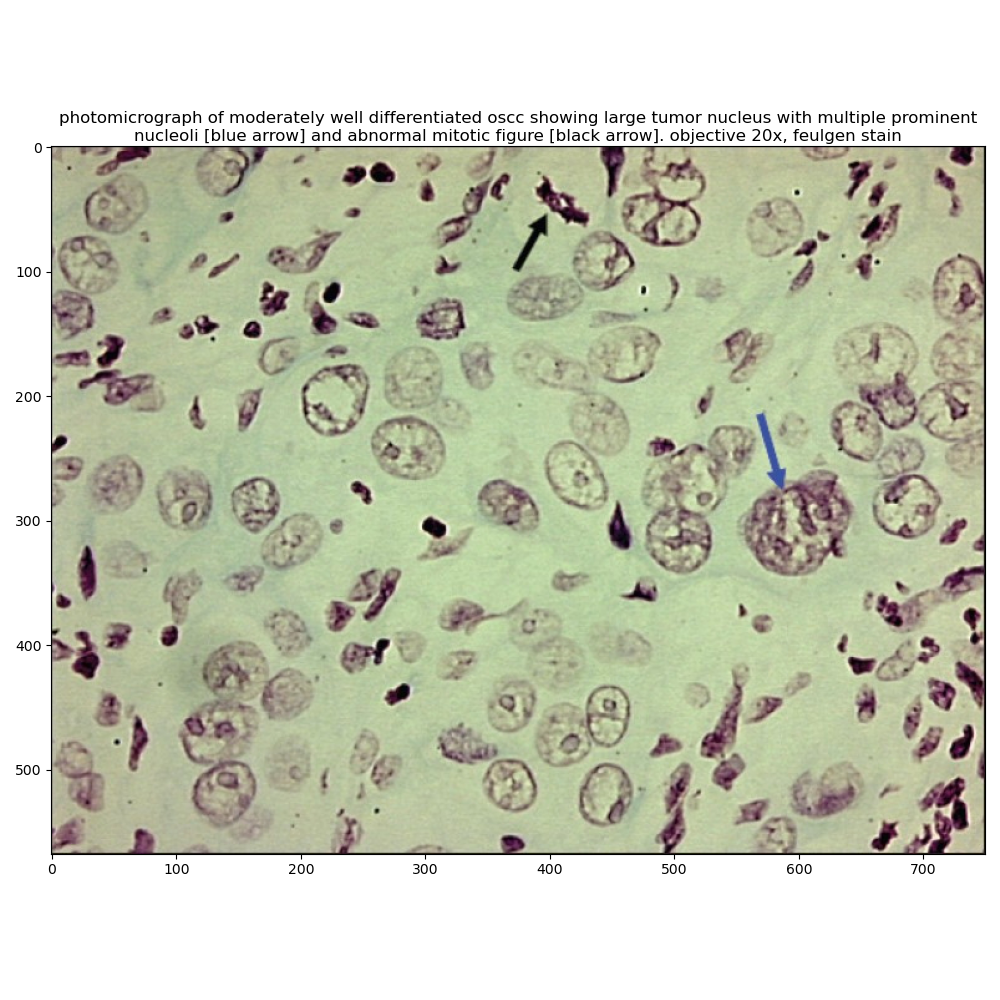 photomicrograph of moderately well differentiated oscc showing large tumor nucleus with multiple prominent
nucleoli [blue arrow] and abnormal mitotic figure [black arrow]. objective 20x, feulgen stain
0
100
200
300
400
500
0 100 200 300 400 500 600 700